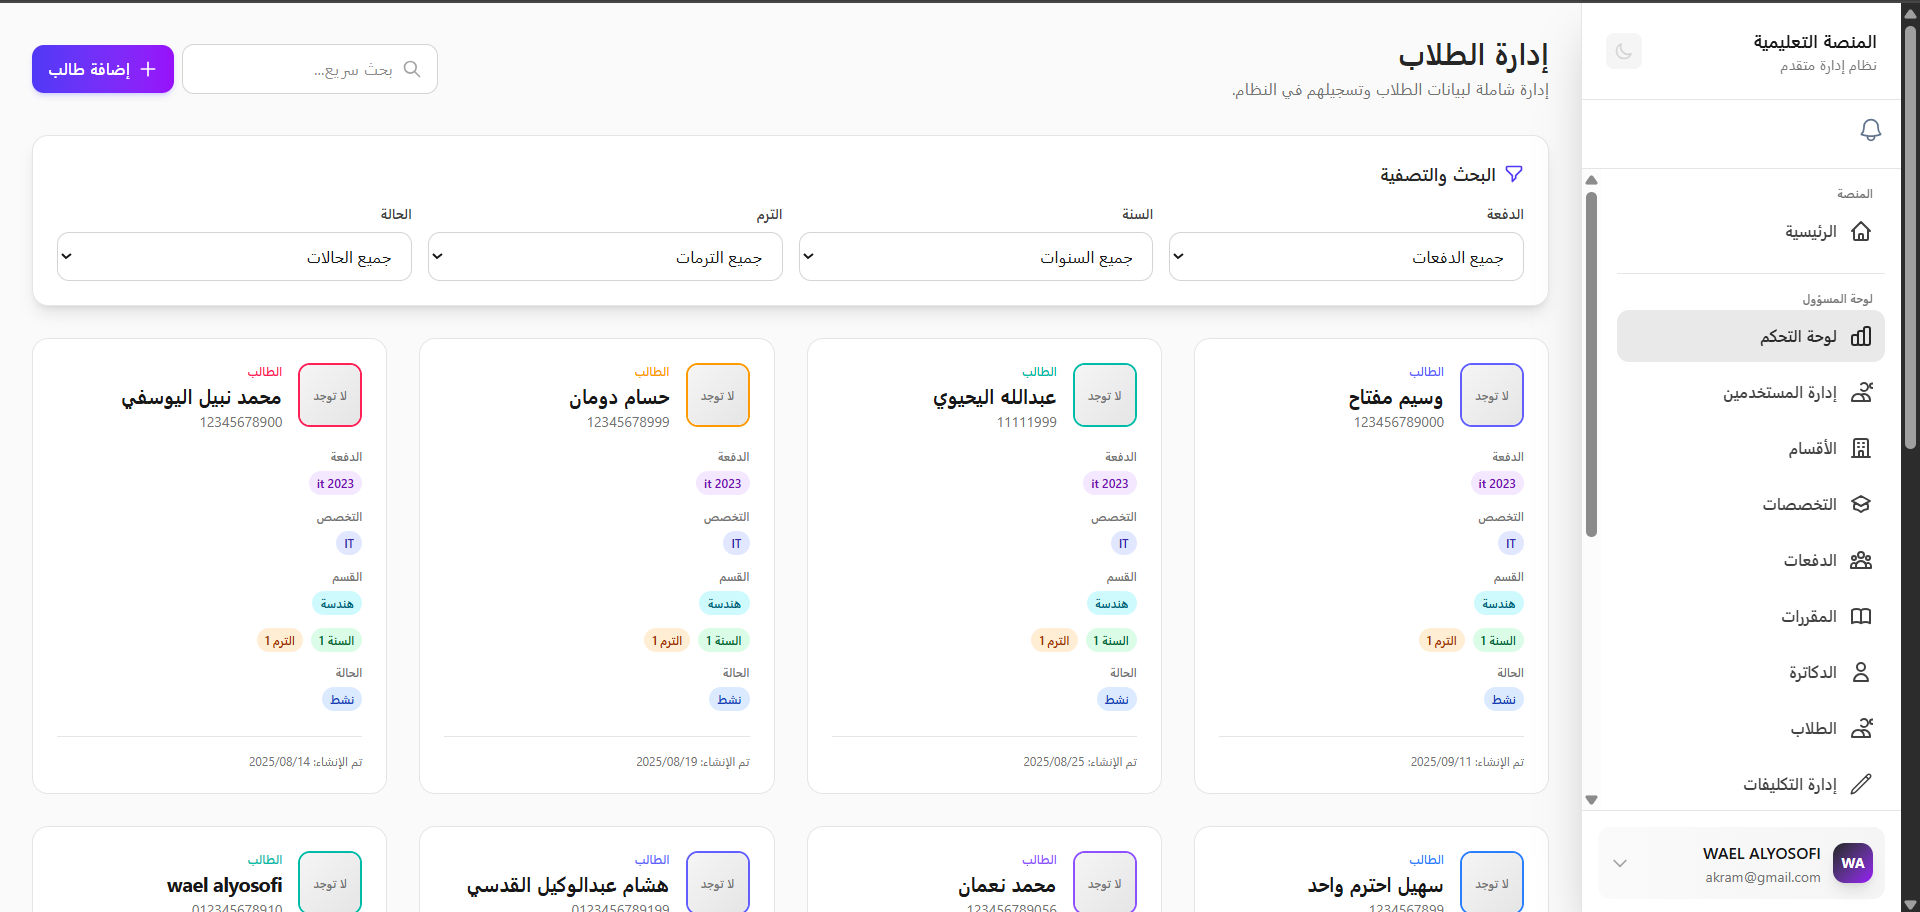 المنصة التعليمية
نظام إدارة متقدم
المنصة
الرئيسية
لوحة المسؤول
لوحة التحكم
إدارة المستخدمين
الأقسام
التخصصات
الدفعات
المقررات
الدكاترة
الطلاب
إدارة التكليفات
WAEL ALYOSOFI
akram@gmail.com
WA
إدارة الطلاب
إدارة شاملة لبيانات الطلاب وتسجيلهم في النظام.
بحث سريع...
إضافة طالب
البحث والتصفية
الدفعة
جميع الدفعات
السنة
جميع السنوات
الترم
جميع الترمات
الحالة
جميع الحالات
لا توجد
الطالب
وسيم مفتاح
123456789000
الدفعة
it 2023
التخصص
IT
القسم
هندسة
السنة 1
الترم 1
الحالة
نشط
تم الإنشاء: 2025/09/11
لا توجد
الطالب
عبدالله اليحيوي
11111999
الدفعة
it 2023
التخصص
IT
القسم
هندسة
السنة 1
الترم 1
الحالة
نشط
تم الإنشاء: 2025/08/25
لا توجد
الطالب
حسام دومان
12345678999
الدفعة
it 2023
التخصص
IT
القسم
هندسة
السنة 1
الترم 1
الحالة
نشط
تم الإنشاء: 2025/08/19
لا توجد
الطالب
محمد نبيل اليوسفي
12345678900
الدفعة
it 2023
التخصص
IT
القسم
هندسة
السنة 1
الترم 1
الحالة
نشط
تم الإنشاء: 2025/08/14
لا توجد
الطالب
سهيل احترم واحد
1234567899
لا توجد
الطالب
محمد نعمان
123456789056
لا توجد
الطالب
هشام عبدالوكيل القدسي
0123456789199
لا توجد
الطالب
wael alyosofi
012345678910